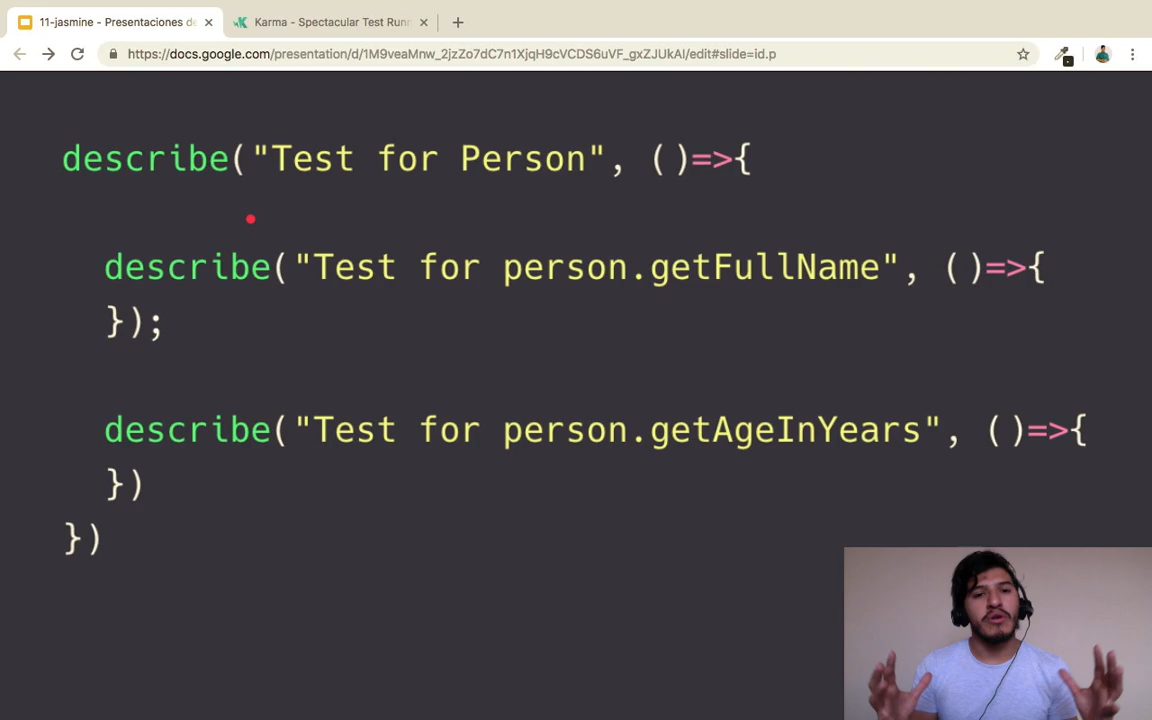 11-jasmine - Presentaciones de
Karma - Spectacular Test Runn
https://docs.google.com/presentation/d/1M9veaMnw_2jzZo7dC7n1XjqH9cVCDS6uVF_gxZJUkAI/edit#slide=id.p
describe("Test for Person", ()=>{
describe("Test for person.getFullName", ()=>{
});
describe("Test for person.getAgeInYears", ()=>{
})
})